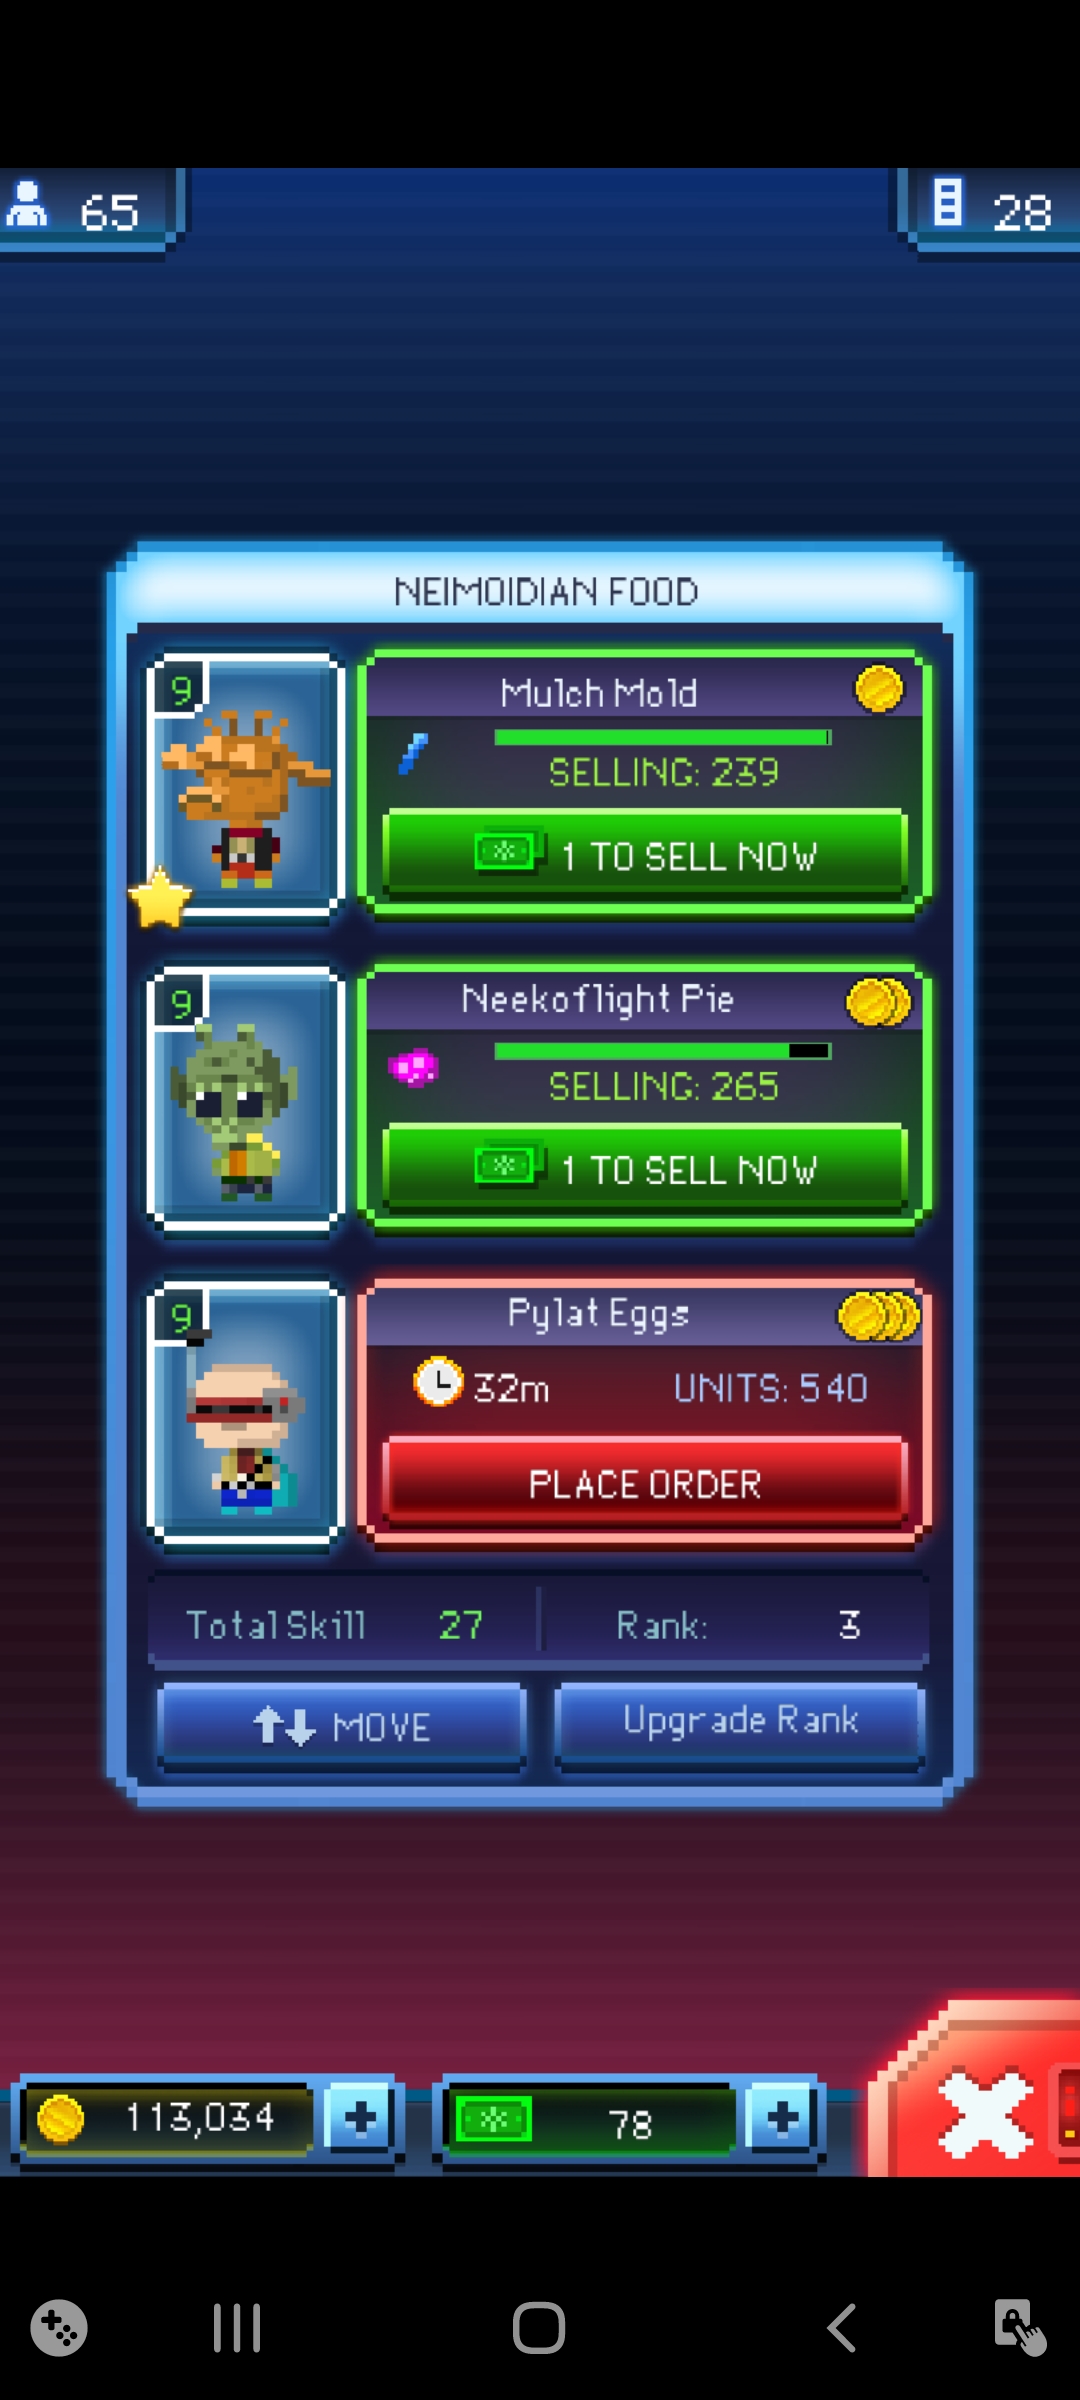 65
28
NEIMOIDIAN FOOD
9
Mulch Mold
SELLING: 239
1 TO SELL NOW
9
Neekoflight Pie
SELLING: 265
1 TO SELL NOW
9
Pylat Eggs
32m UNITS: 540
PLACE ORDER
Total Skill 27 Rank: 3
MOVE Upgrade Rank
113,034 78